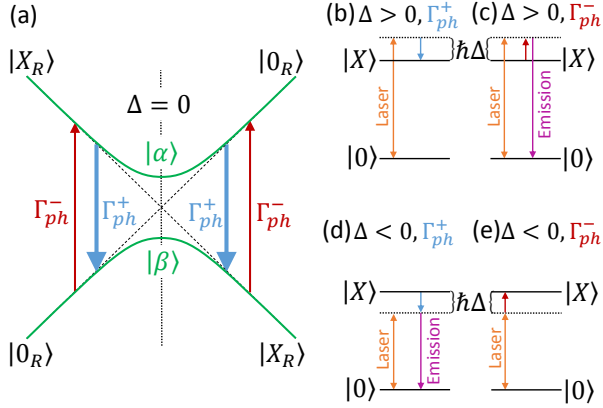 (a)
|X_R⟩
|0_R⟩
Δ = 0
|α⟩
Γ_ph^-
Γ_ph^+
Γ_ph^+
Γ_ph^-
|β⟩
|0_R⟩
|X_R⟩
(b) Δ > 0, Γ_ph^+
|X⟩
ħΔ
Laser
|0⟩
(c) Δ > 0, Γ_ph^-
|X⟩
Laser
Emission
|0⟩
(d) Δ < 0, Γ_ph^+
|X⟩
ħΔ
Laser
Emission
|0⟩
(e) Δ < 0, Γ_ph^-
|X⟩
Laser
|0⟩